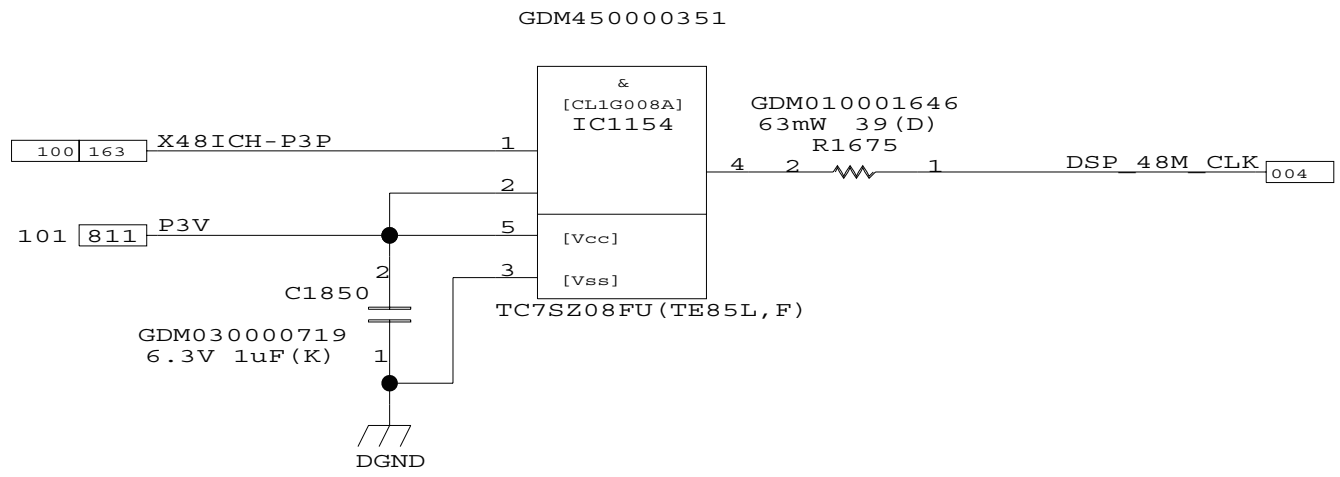 GDM450000351
&
[CL1G008A]
IC1154
GDM010001646
63mW 39(D)
R1675
100 163 X48ICH-P3P 1
4 2 1 DSP_48M_CLK 004
2
101 811 P3V 5 [Vcc]
2 3 [Vss]
C1850
TC7SZ08FU(TE85L,F)
GDM030000719
6.3V 1uF(K) 1
DGND